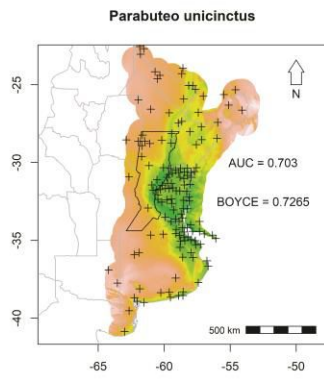 Parabuteo unicinctus
-25
N
-30
AUC = 0.703
BOYCE = 0.7265
-35
-40
500 km
-65 -60 -55 -50